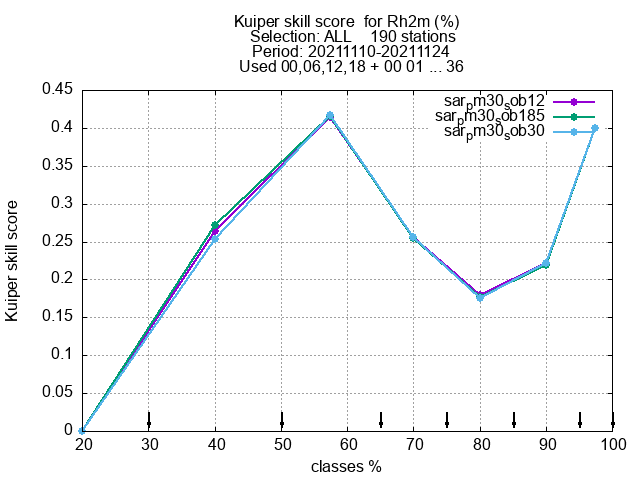 Kuiper skill score  for Rh2m (%)
Selection: ALL    190 stations
Period: 20211110-20211124
Used 00,06,12,18 + 00 01 ... 36
sar_pm30_sob12
sar_pm30_sob185
sar_pm30_sob30
0.45
0.4
0.35
0.3
0.25
0.2
0.15
0.1
0.05
0
Kuiper skill score
20 30 40 50 60 70 80 90 100
classes %